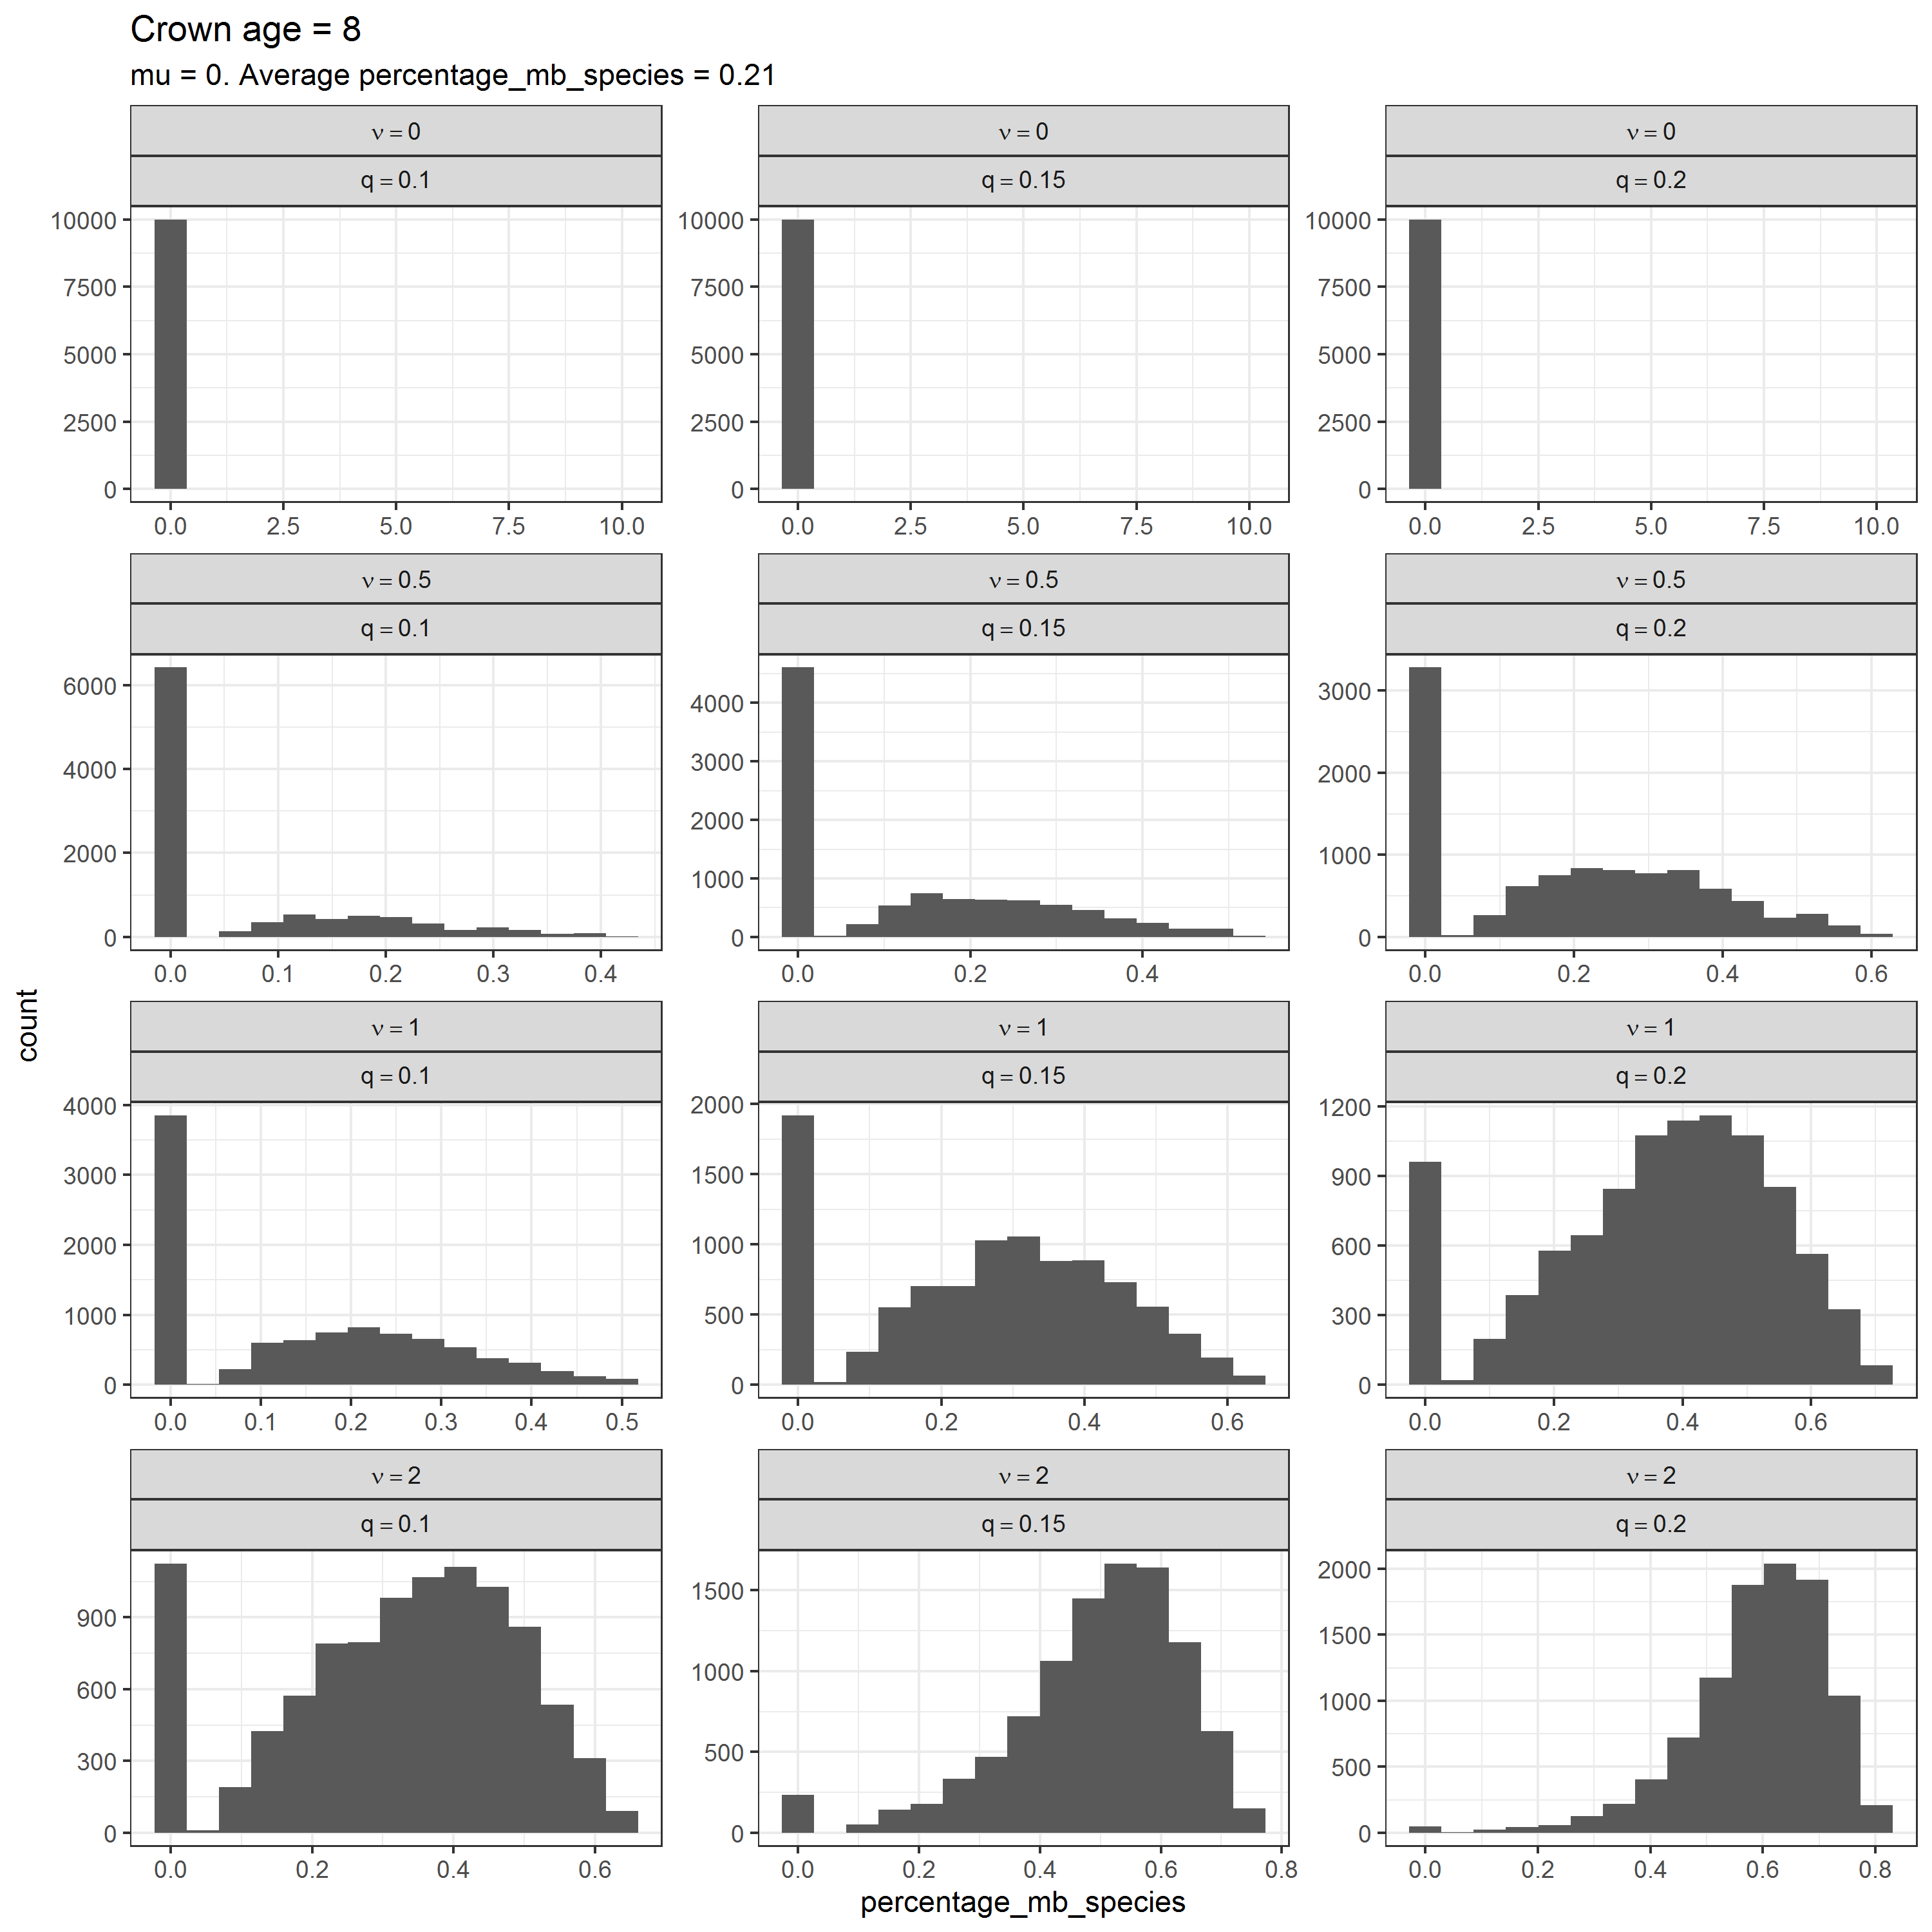 Crown age = 8
mu = 0. Average percentage_mb_species = 0.21
ν = 0 ν = 0 ν = 0
q = 0.1 q = 0.15 q = 0.2
10000 10000 10000
7500 7500 7500
5000 5000 5000
2500 2500 2500
0 0 0
0.0 2.5 5.0 7.5 10.0 0.0 2.5 5.0 7.5 10.0 0.0 2.5 5.0 7.5 10.0
ν = 0.5 ν = 0.5 ν = 0.5
q = 0.1 q = 0.15 q = 0.2
6000
4000
2000
0
0.0 0.1 0.2 0.3 0.4
4000
3000
2000
1000
0
0.0 0.2 0.4
3000
2000
1000
0
0.0 0.2 0.4 0.6
count
ν = 1 ν = 1 ν = 1
q = 0.1 q = 0.15 q = 0.2
4000
3000
2000
1000
0
0.0 0.1 0.2 0.3 0.4 0.5
2000
1500
1000
500
0
0.0 0.2 0.4 0.6
1200
900
600
300
0
0.0 0.2 0.4 0.6
ν = 2 ν = 2 ν = 2
q = 0.1 q = 0.15 q = 0.2
900
600
300
0
0.0 0.2 0.4 0.6
1500
1000
500
0
0.0 0.2 0.4 0.6 0.8
2000
1500
1000
500
0
0.0 0.2 0.4 0.6 0.8
percentage_mb_species